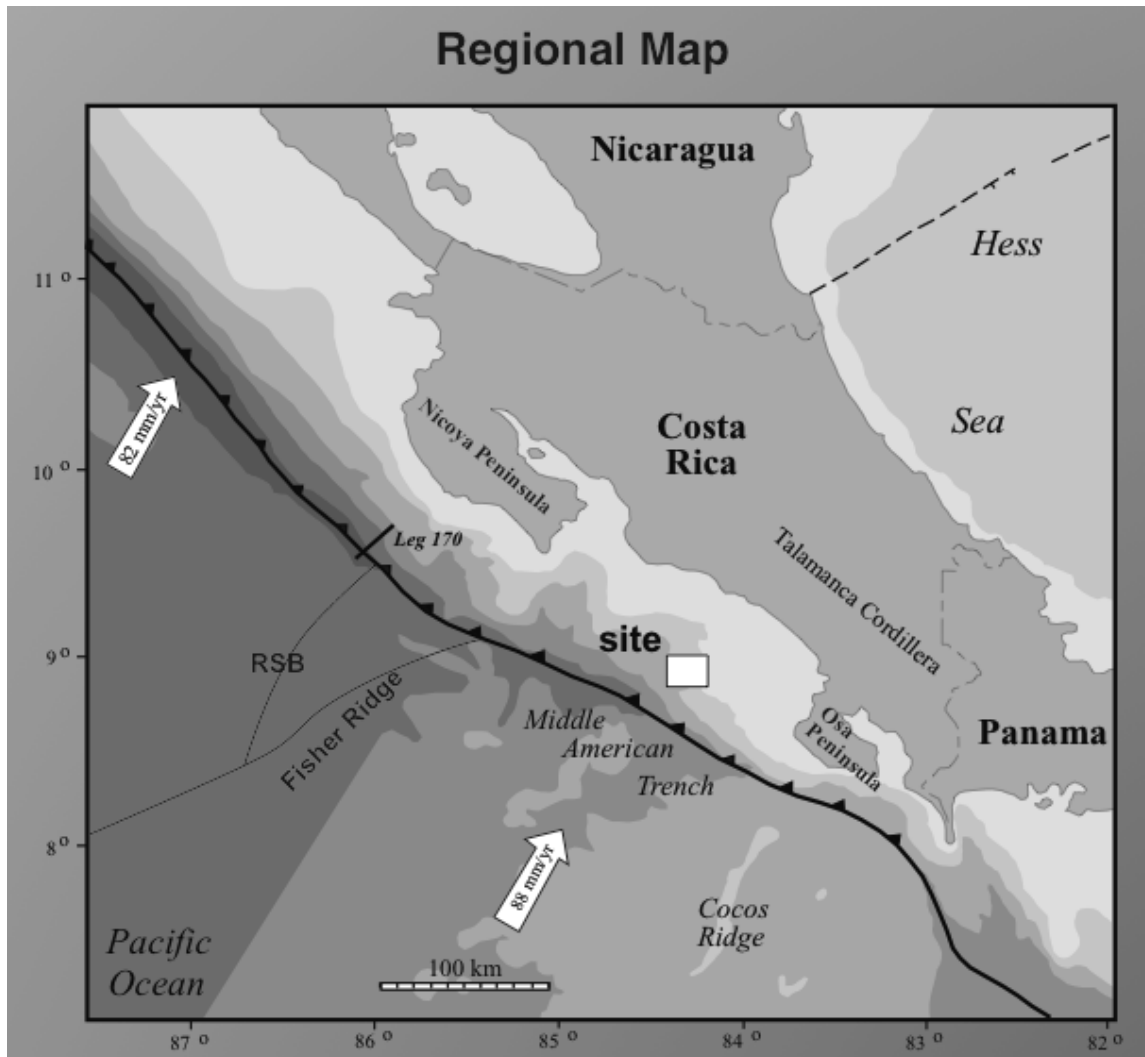 Regional Map
Nicaragua
Hess
11 o
82 mm/yr
Nicoya Peninsula
Costa
Rica
Sea
10 o
Leg 170
Talamanca Cordillera
site
9 o
RSB
Fisher Ridge
Middle
American
Trench
Osa
Peninsula
Panama
8 o
88 mm/yr
Cocos
Ridge
Pacific
Ocean
100 km
87 o
86 o
85 o
84 o
83 o
82 o